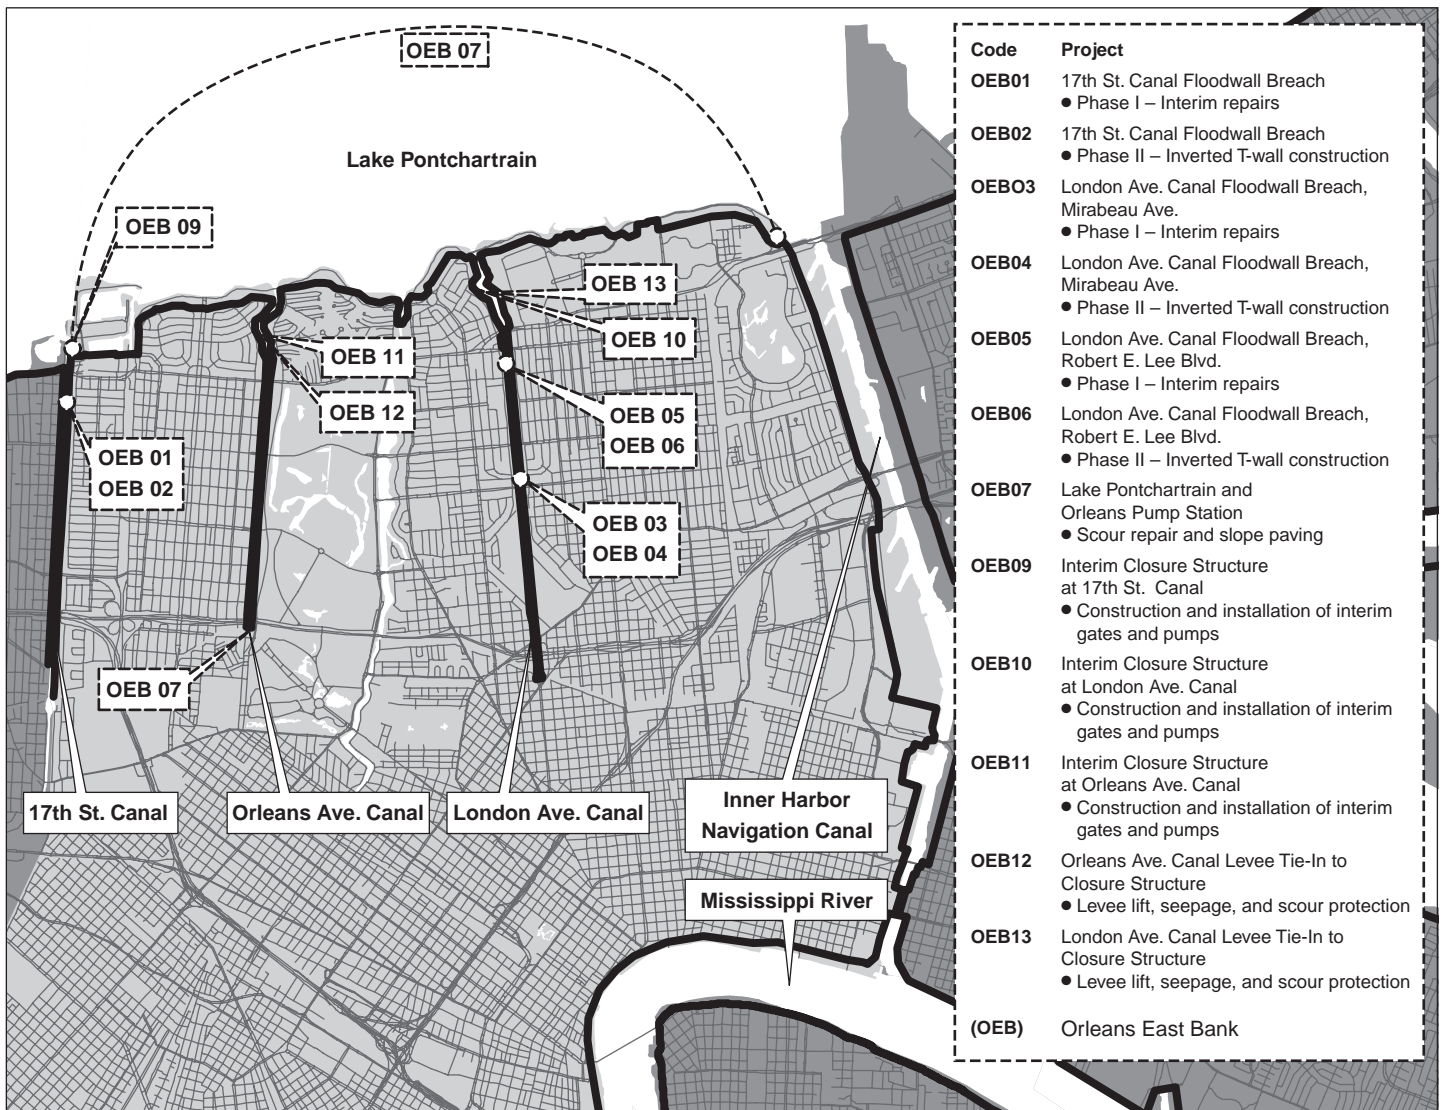 OEB 07
Lake Pontchartrain
OEB 09
OEB 13
OEB 10
OEB 11
OEB 12
OEB 05
OEB 06
OEB 01
OEB 02
OEB 03
OEB 04
OEB 07
17th St. Canal
Orleans Ave. Canal
London Ave. Canal
Inner Harbor
Navigation Canal
Mississippi River
Code Project
OEB01 17th St. Canal Floodwall Breach
● Phase I – Interim repairs
OEB02 17th St. Canal Floodwall Breach
● Phase II – Inverted T-wall construction
OEBO3 London Ave. Canal Floodwall Breach,
Mirabeau Ave.
● Phase I – Interim repairs
OEB04 London Ave. Canal Floodwall Breach,
Mirabeau Ave.
● Phase II – Inverted T-wall construction
OEB05 London Ave. Canal Floodwall Breach,
Robert E. Lee Blvd.
● Phase I – Interim repairs
OEB06 London Ave. Canal Floodwall Breach,
Robert E. Lee Blvd.
● Phase II – Inverted T-wall construction
OEB07 Lake Pontchartrain and
Orleans Pump Station
● Scour repair and slope paving
OEB09 Interim Closure Structure
at 17th St. Canal
● Construction and installation of interim
gates and pumps
OEB10 Interim Closure Structure
at London Ave. Canal
● Construction and installation of interim
gates and pumps
OEB11 Interim Closure Structure
at Orleans Ave. Canal
● Construction and installation of interim
gates and pumps
OEB12 Orleans Ave. Canal Levee Tie-In to
Closure Structure
● Levee lift, seepage, and scour protection
OEB13 London Ave. Canal Levee Tie-In to
Closure Structure
● Levee lift, seepage, and scour protection
(OEB) Orleans East Bank